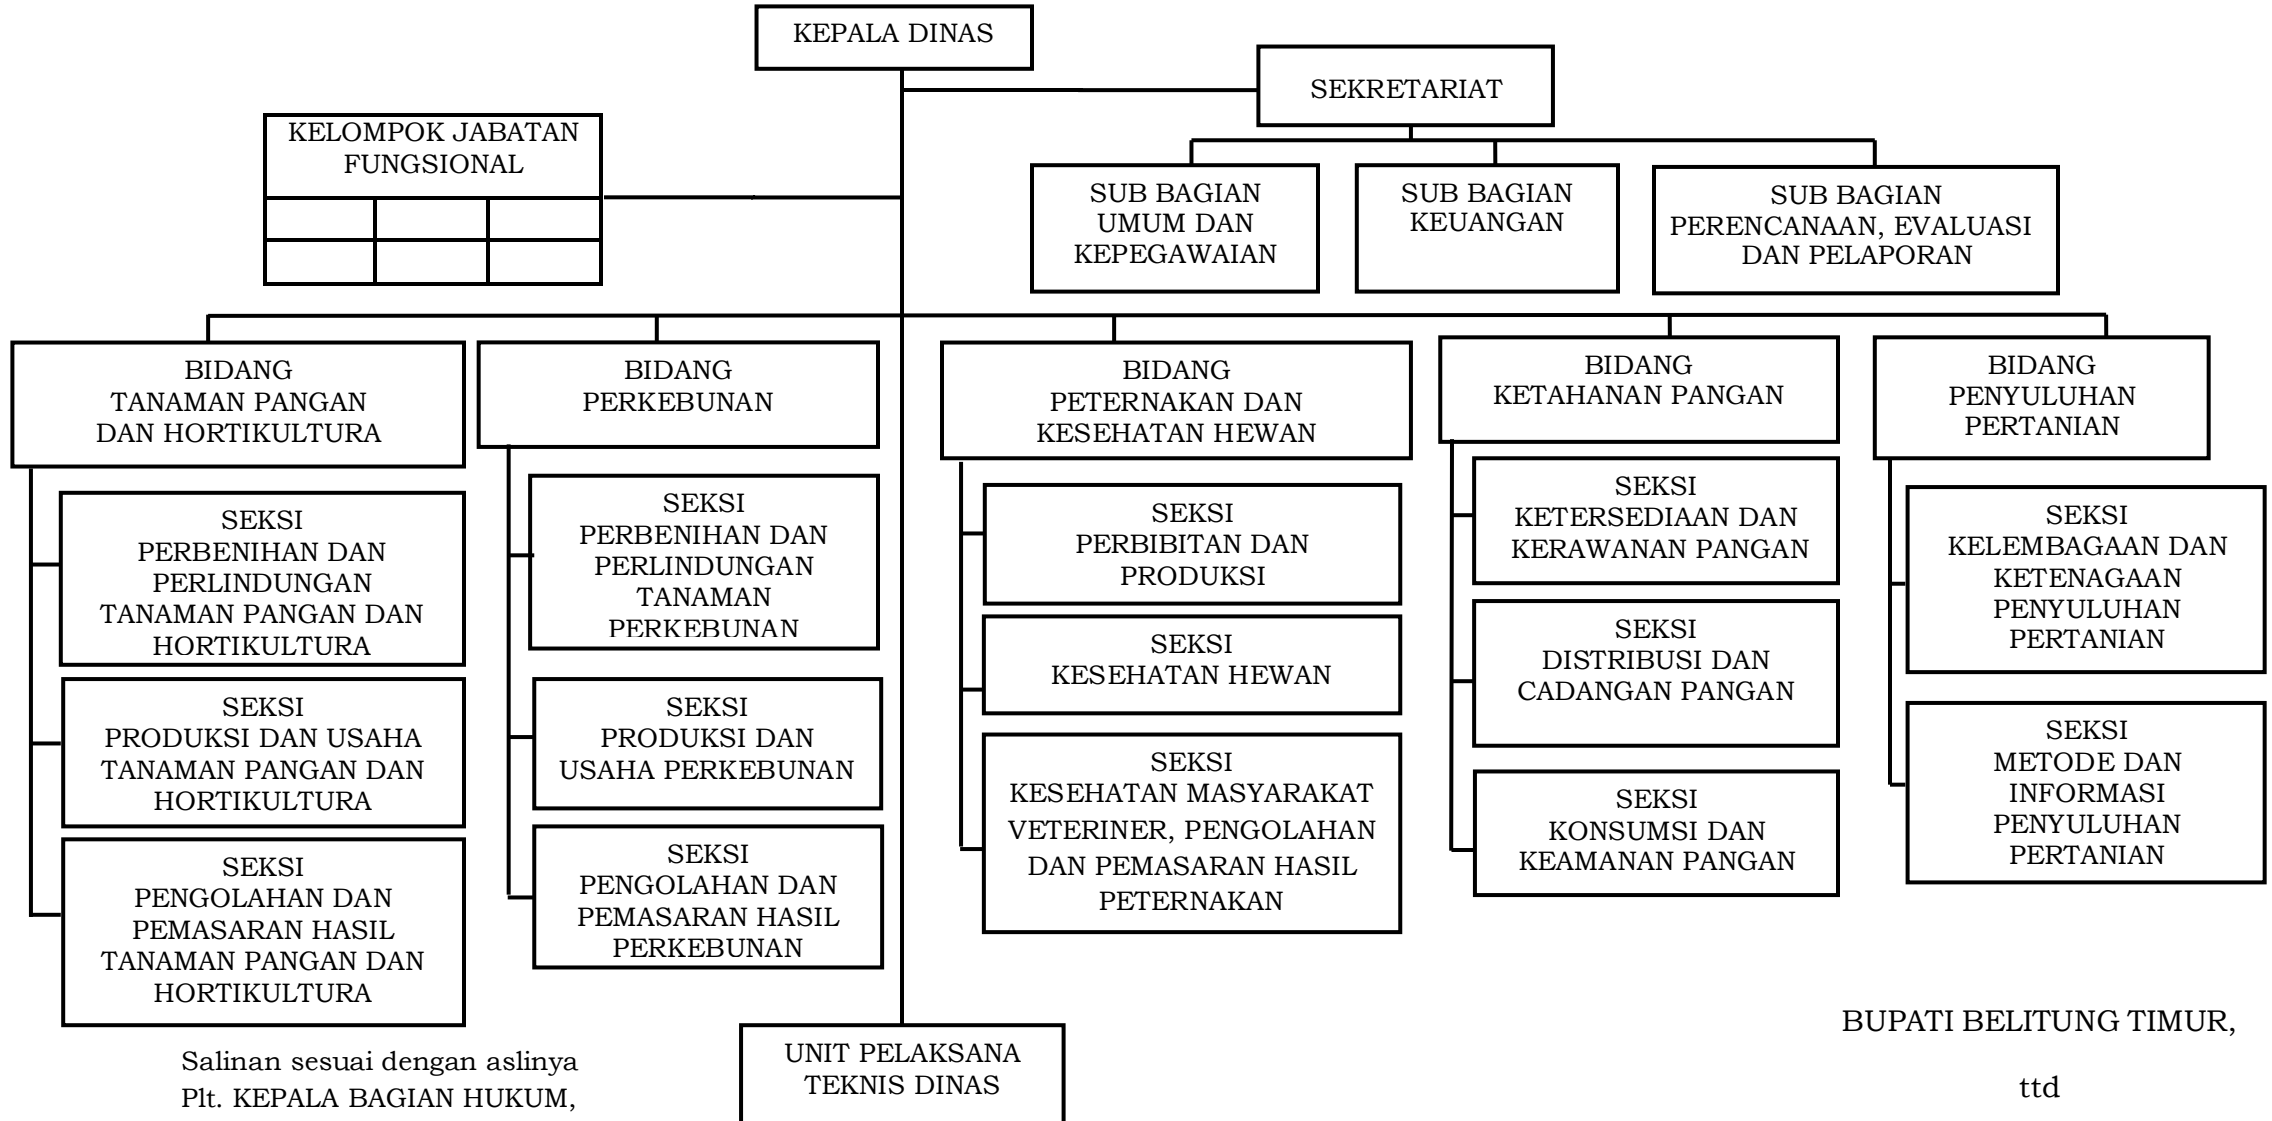 KEPALA DINAS
SEKRETARIAT
KELOMPOK JABATAN
FUNGSIONAL
SUB BAGIAN
UMUM DAN
KEPEGAWAIAN
SUB BAGIAN
KEUANGAN
SUB BAGIAN
PERENCANAAN, EVALUASI
DAN PELAPORAN
BIDANG
TANAMAN PANGAN
DAN HORTIKULTURA
SEKSI
PERBENIHAN DAN
PERLINDUNGAN
TANAMAN PANGAN DAN
HORTIKULTURA
SEKSI
PRODUKSI DAN USAHA
TANAMAN PANGAN DAN
HORTIKULTURA
SEKSI
PENGOLAHAN DAN
PEMASARAN HASIL
TANAMAN PANGAN DAN
HORTIKULTURA
BIDANG
PERKEBUNAN
SEKSI
PERBENIHAN DAN
PERLINDUNGAN
TANAMAN
PERKEBUNAN
SEKSI
PRODUKSI DAN
USAHA PERKEBUNAN
SEKSI
PENGOLAHAN DAN
PEMASARAN HASIL
PERKEBUNAN
BIDANG
PETERNAKAN DAN
KESEHATAN HEWAN
SEKSI
PERBIBITAN DAN
PRODUKSI
SEKSI
KESEHATAN HEWAN
SEKSI
KESEHATAN MASYARAKAT
VETERINER, PENGOLAHAN
DAN PEMASARAN HASIL
PETERNAKAN
BIDANG
KETAHANAN PANGAN
SEKSI
KETERSEDIAAN DAN
KERAWANAN PANGAN
SEKSI
DISTRIBUSI DAN
CADANGAN PANGAN
SEKSI
KONSUMSI DAN
KEAMANAN PANGAN
BIDANG
PENYULUHAN
PERTANIAN
SEKSI
KELEMBAGAAN DAN
KETENAGAAN
PENYULUHAN
PERTANIAN
SEKSI
METODE DAN
INFORMASI
PENYULUHAN
PERTANIAN
UNIT PELAKSANA
TEKNIS DINAS
Salinan sesuai dengan aslinya
Plt. KEPALA BAGIAN HUKUM,
BUPATI BELITUNG TIMUR,
ttd